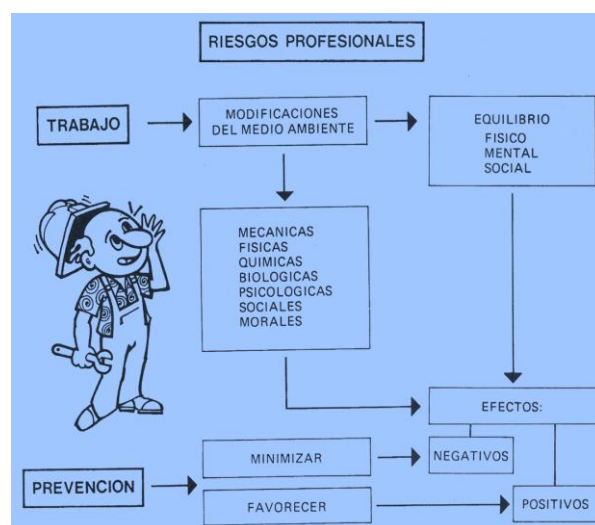 RIESGOS PROFESIONALES
TRABAJO
MODIFICACIONES
DEL MEDIO AMBIENTE
EQUILIBRIO
FISICO
MENTAL
SOCIAL
MECANICAS
FISICAS
QUIMICAS
BIOLOGICAS
PSICOLOGICAS
SOCIALES
MORALES
EFECTOS:
MINIMIZAR
NEGATIVOS
PREVENCION
FAVORECER
POSITIVOS